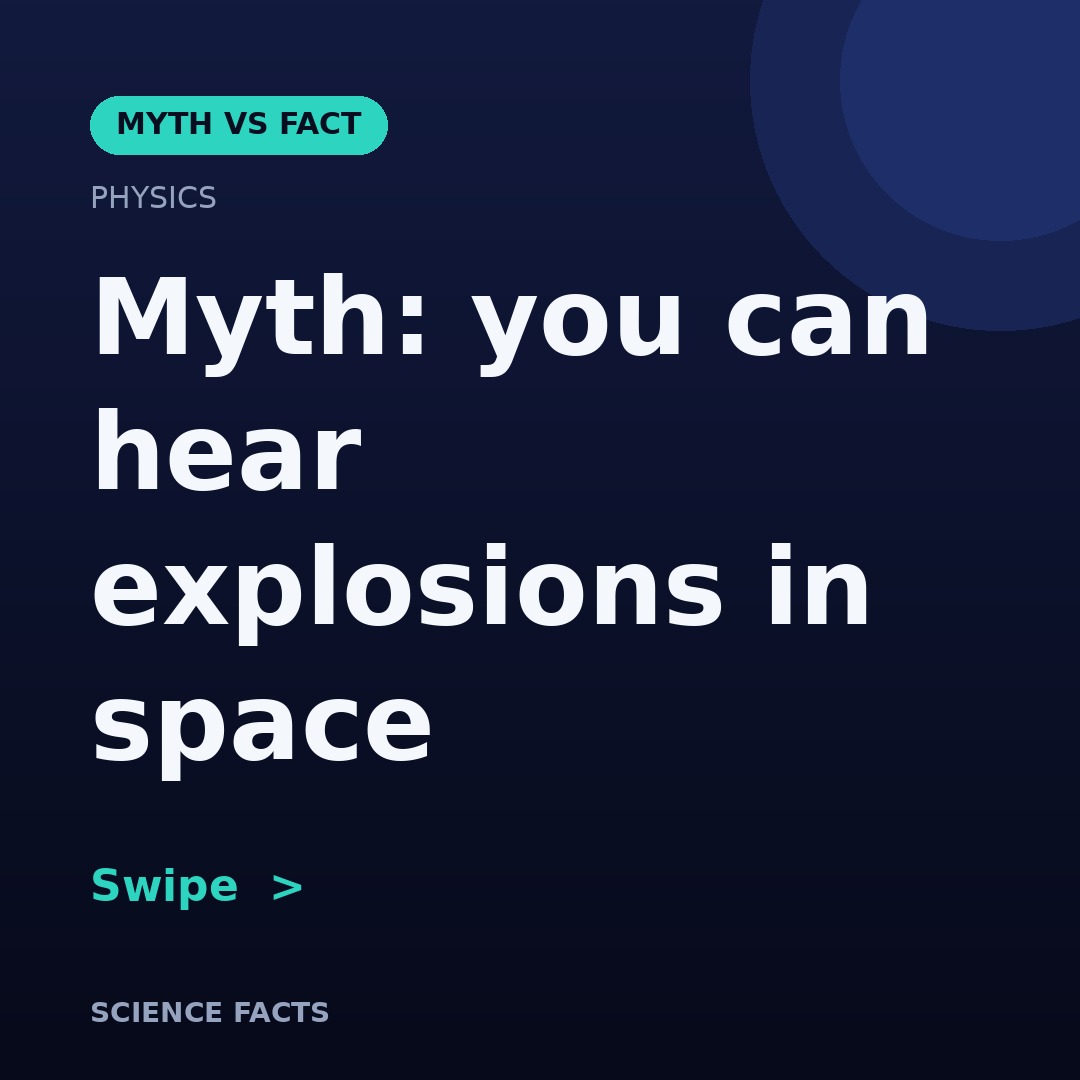 MYTH VS FACT
PHYSICS
Myth: you can
hear
explosions in
space
Swipe >
SCIENCE FACTS